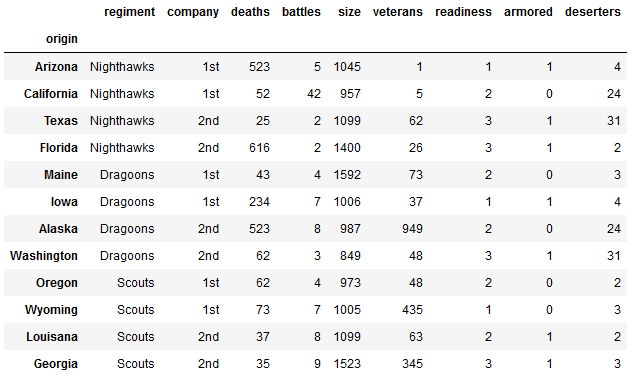 regiment company deaths battles size veterans readiness armored deserters
origin
Arizona Nighthawks 1st 523 5 1045 1 1 1 4
California Nighthawks 1st 52 42 957 5 2 0 24
Texas Nighthawks 2nd 25 2 1099 62 3 1 31
Florida Nighthawks 2nd 616 2 1400 26 3 1 2
Maine Dragoons 1st 43 4 1592 73 2 0 3
Iowa Dragoons 1st 234 7 1006 37 1 1 4
Alaska Dragoons 2nd 523 8 987 949 2 0 24
Washington Dragoons 2nd 62 3 849 48 3 1 31
Oregon Scouts 1st 62 4 973 48 2 0 2
Wyoming Scouts 1st 73 7 1005 435 1 0 3
Louisana Scouts 2nd 37 8 1099 63 2 1 2
Georgia Scouts 2nd 35 9 1523 345 3 1 3